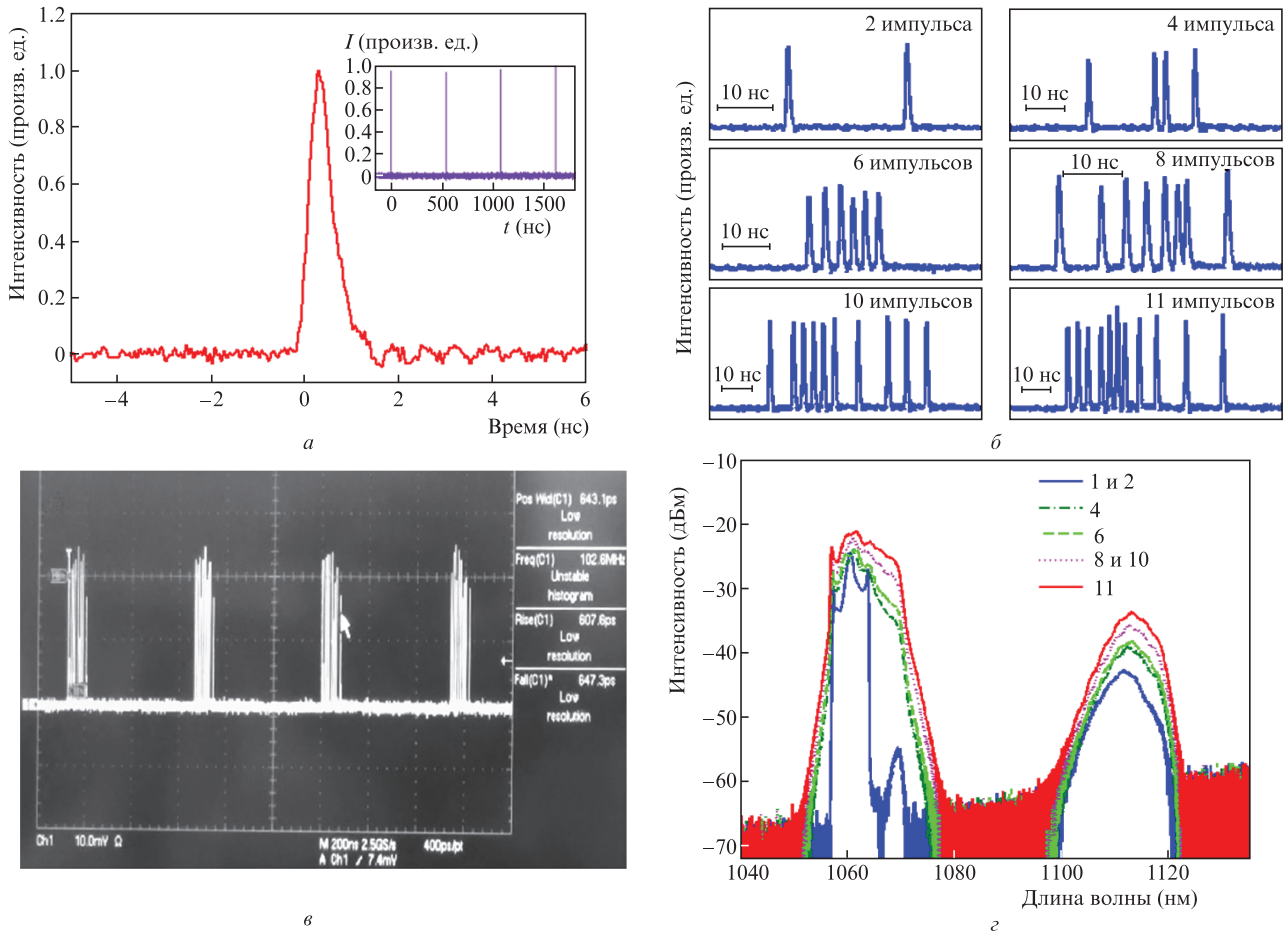 1.2
1.0
0.8
0.6
0.4
0.2
0
Интенсивность (произв. ед.)
−4
−2
0
2
4
6
Время (нс)
I (произв. ед.)
1.0
0.8
0.6
0.4
0.2
0
0
500
1000
1500
t (нс)
а
Интенсивность (произв. ед.)
2 импульса
10 нс
4 импульса
10 нс
6 импульсов
10 нс
8 импульсов
10 нс
10 импульсов
10 нс
11 импульсов
10 нс
б
Pos Wid(C1) 643.1ps
Low
resolution
Freq(C1) 102.6MHz
Unstable
histogram
Rise(C1) 607.6ps
Low
resolution
Fall(C1)* 647.3ps
Low
resolution
Ch1 10.0mV Ω
M 200ns 2.5GS/s 400ps/pt
A Ch1 / 7.4mV
в
Интенсивность (дБм)
−10
−20
−30
−40
−50
−60
−70
1 и 2
4
6
8 и 10
11
1040
1060
1080
1100
1120
Длина волны (нм)
г